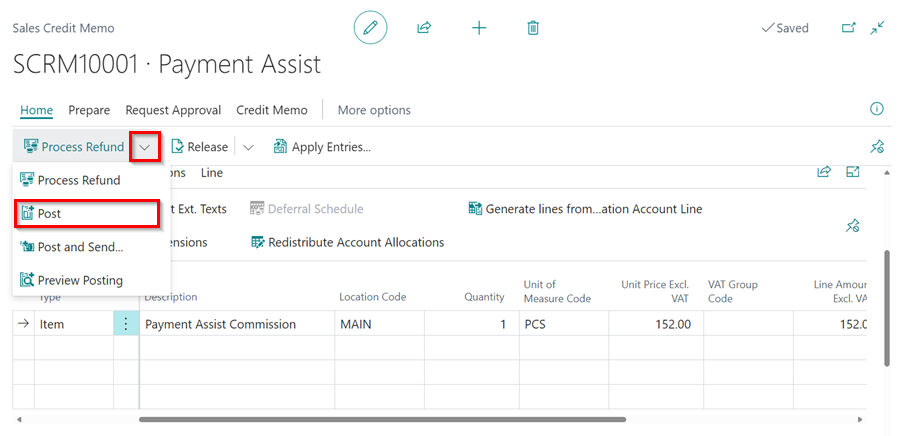 Sales Credit Memo
Saved
SCRM10001 · Payment Assist
Home Prepare Request Approval Credit Memo More options
Process Refund Release Apply Entries...
Process Refund
ons Line
Post
t Ext. Texts Deferral Schedule Generate lines from...ation Account Line
Post and Send...
ensions Redistribute Account Allocations
Preview Posting
Type Description Location Code Quantity Unit of Measure Code Unit Price Excl. VAT VAT Group Code Line Amoun Excl. VA
Item Payment Assist Commission MAIN 1 PCS 152.00 152.0